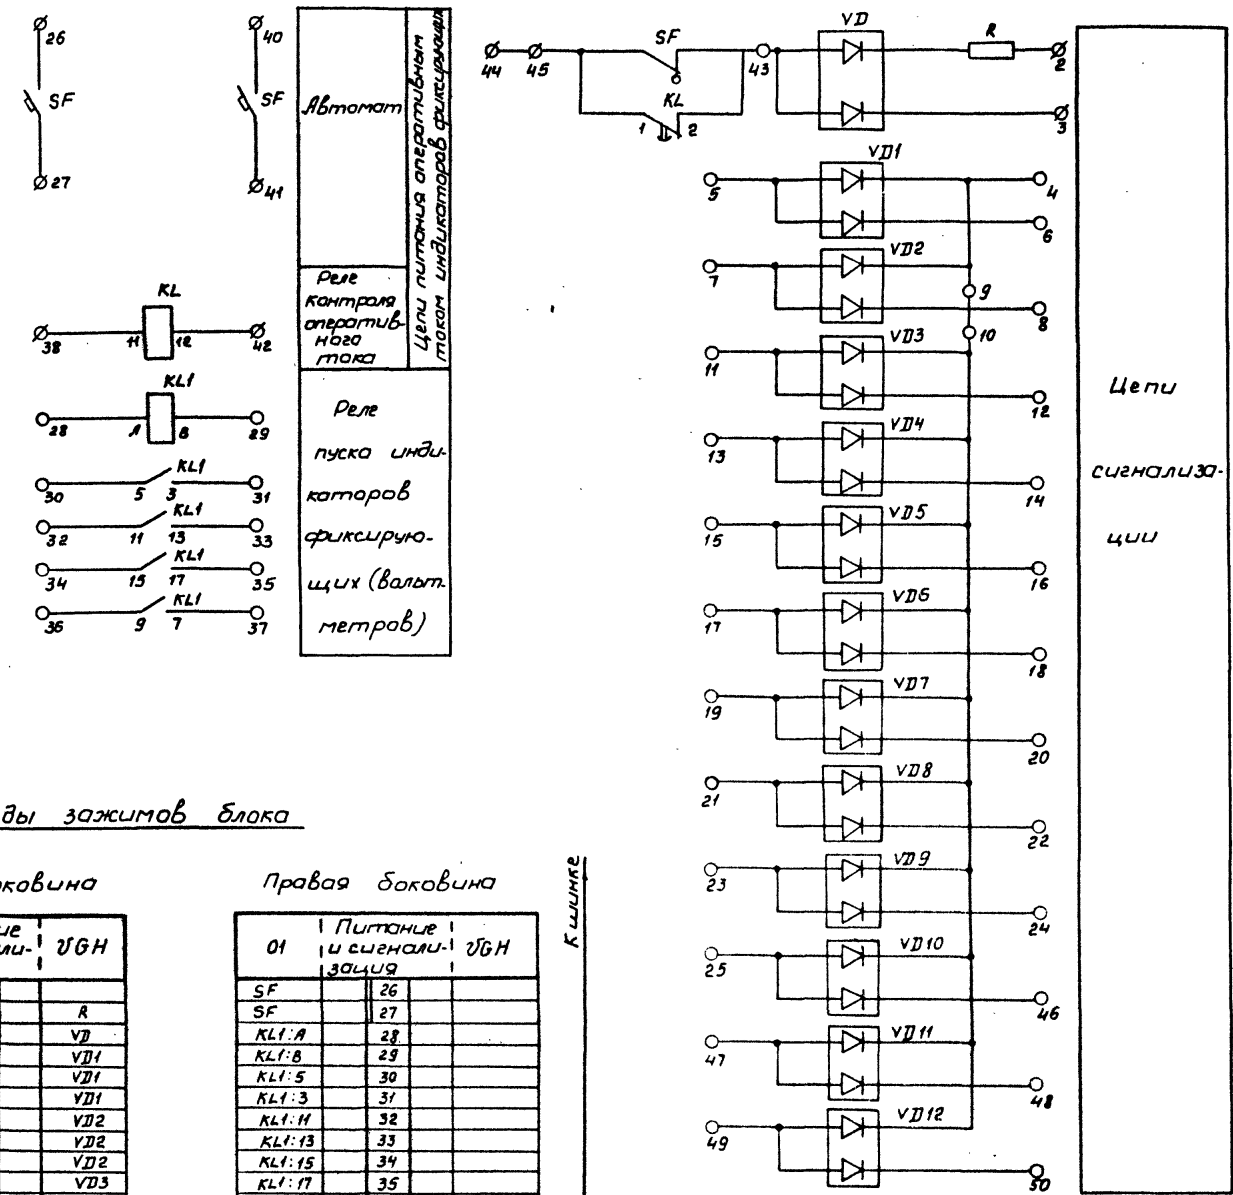 26
SF
27
40
SF
41
Автомат
Цепи питания оперативным
током индикаторов фиксирующих
KL
38
11
12
42
Реле
контроля
оператив-
ного
тока
KL1
28
A
B
29
KL1
30
5
3
31
KL1
32
11
13
33
KL1
34
15
17
35
KL1
36
9
7
37
Реле
пуска инди-
каторов
фиксирую-
щих (вольт-
метров)
44
45
SF
KL
1
2
43
VD
R
2
3
VD1
5
4
6
VD2
7
9
8
10
VD3
11
12
VD4
13
14
VD5
15
16
VD6
17
18
VD7
19
20
VD8
21
22
VD9
23
24
VD10
25
46
VD11
47
48
VD12
49
50
Цепи
сигнализа-
ции
ды зажимов блока
оковина
ие
ли-
UGH
R
VD
VD1
VD1
VD1
VD2
VD2
VD2
VD3
Правая боковина
01
Питание
и сигнали-
зация
UGH
SF 26
SF 27
KL1:A 28
KL1:B 29
KL1:5 30
KL1:3 31
KL1:11 32
KL1:13 33
KL1:15 34
KL1:17 35
К шинке